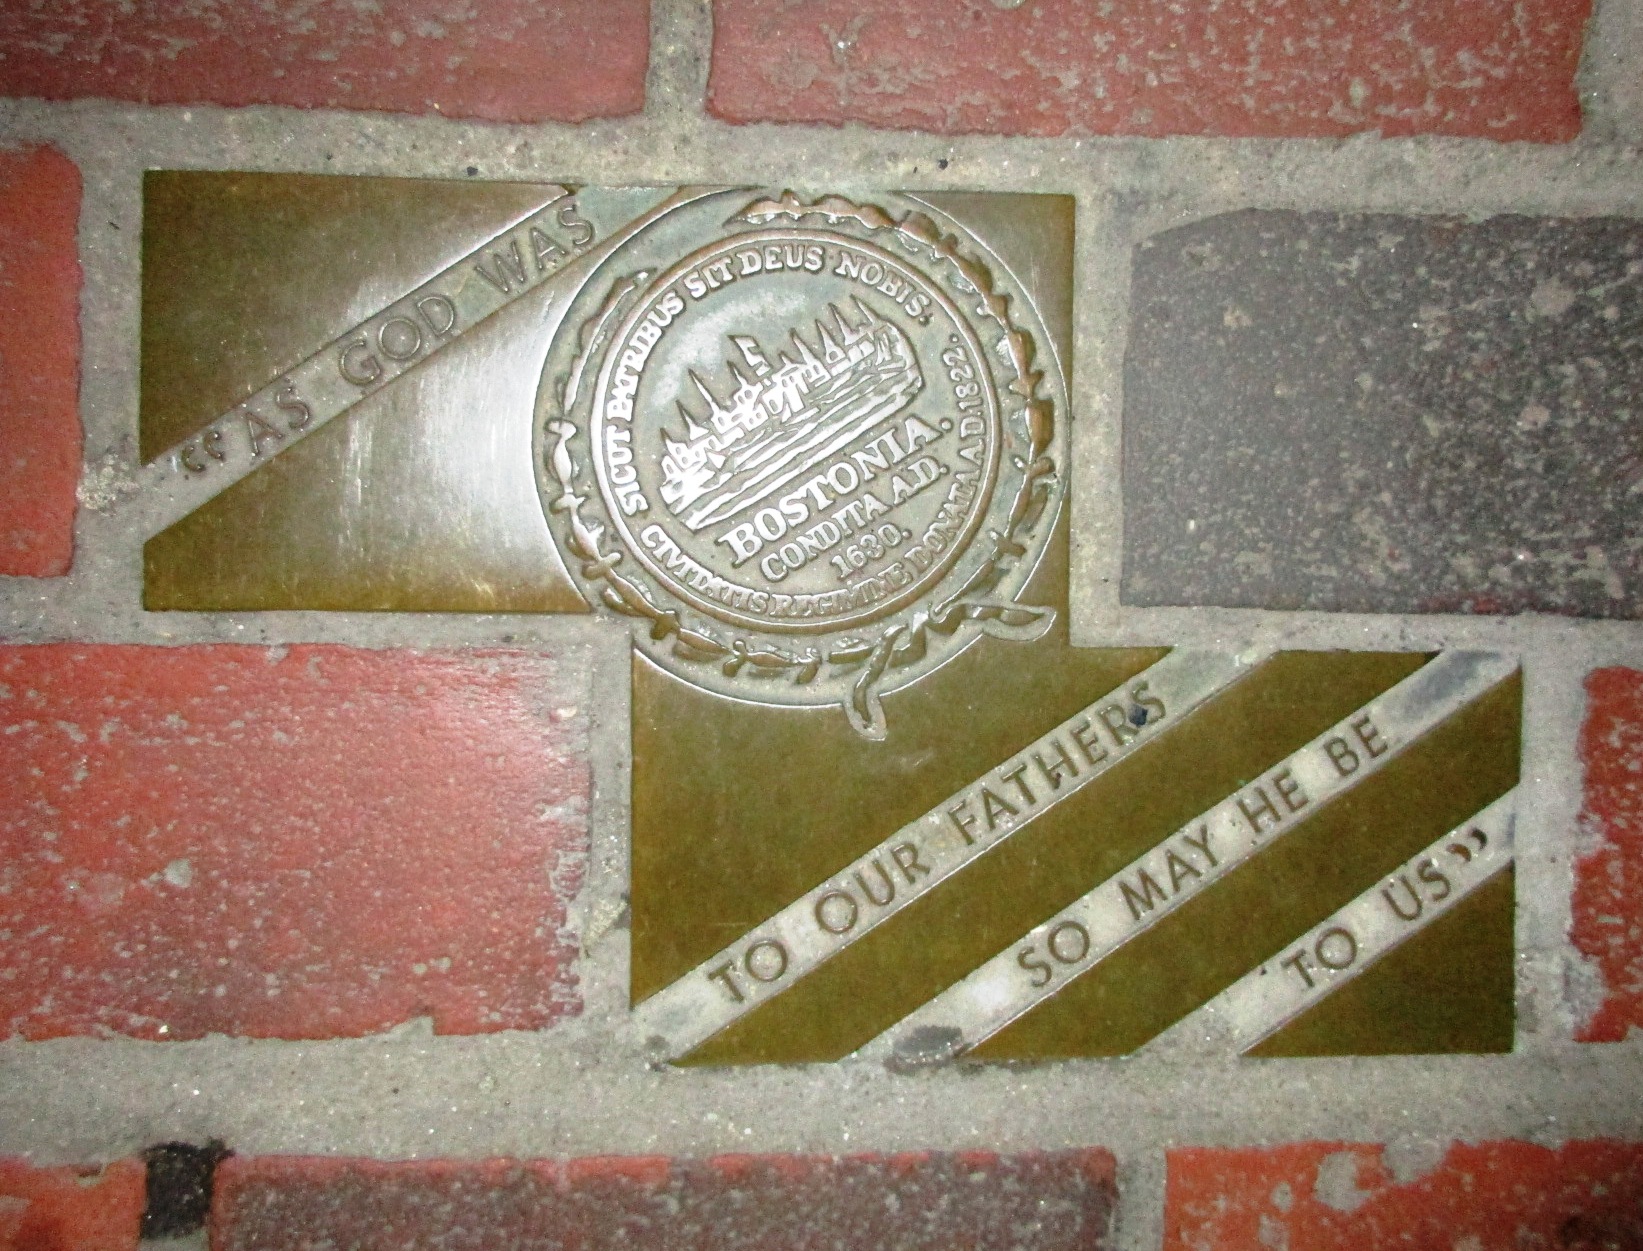 “AS GOD WAS
SICUT PATRIBUS SIT DEUS NOBIS.
BOSTONIA.
CONDITA A.D.
1630.
CIVITATIS REGIMINE DONATA A.D. 1822.
TO OUR FATHERS
SO MAY HE BE
TO US”